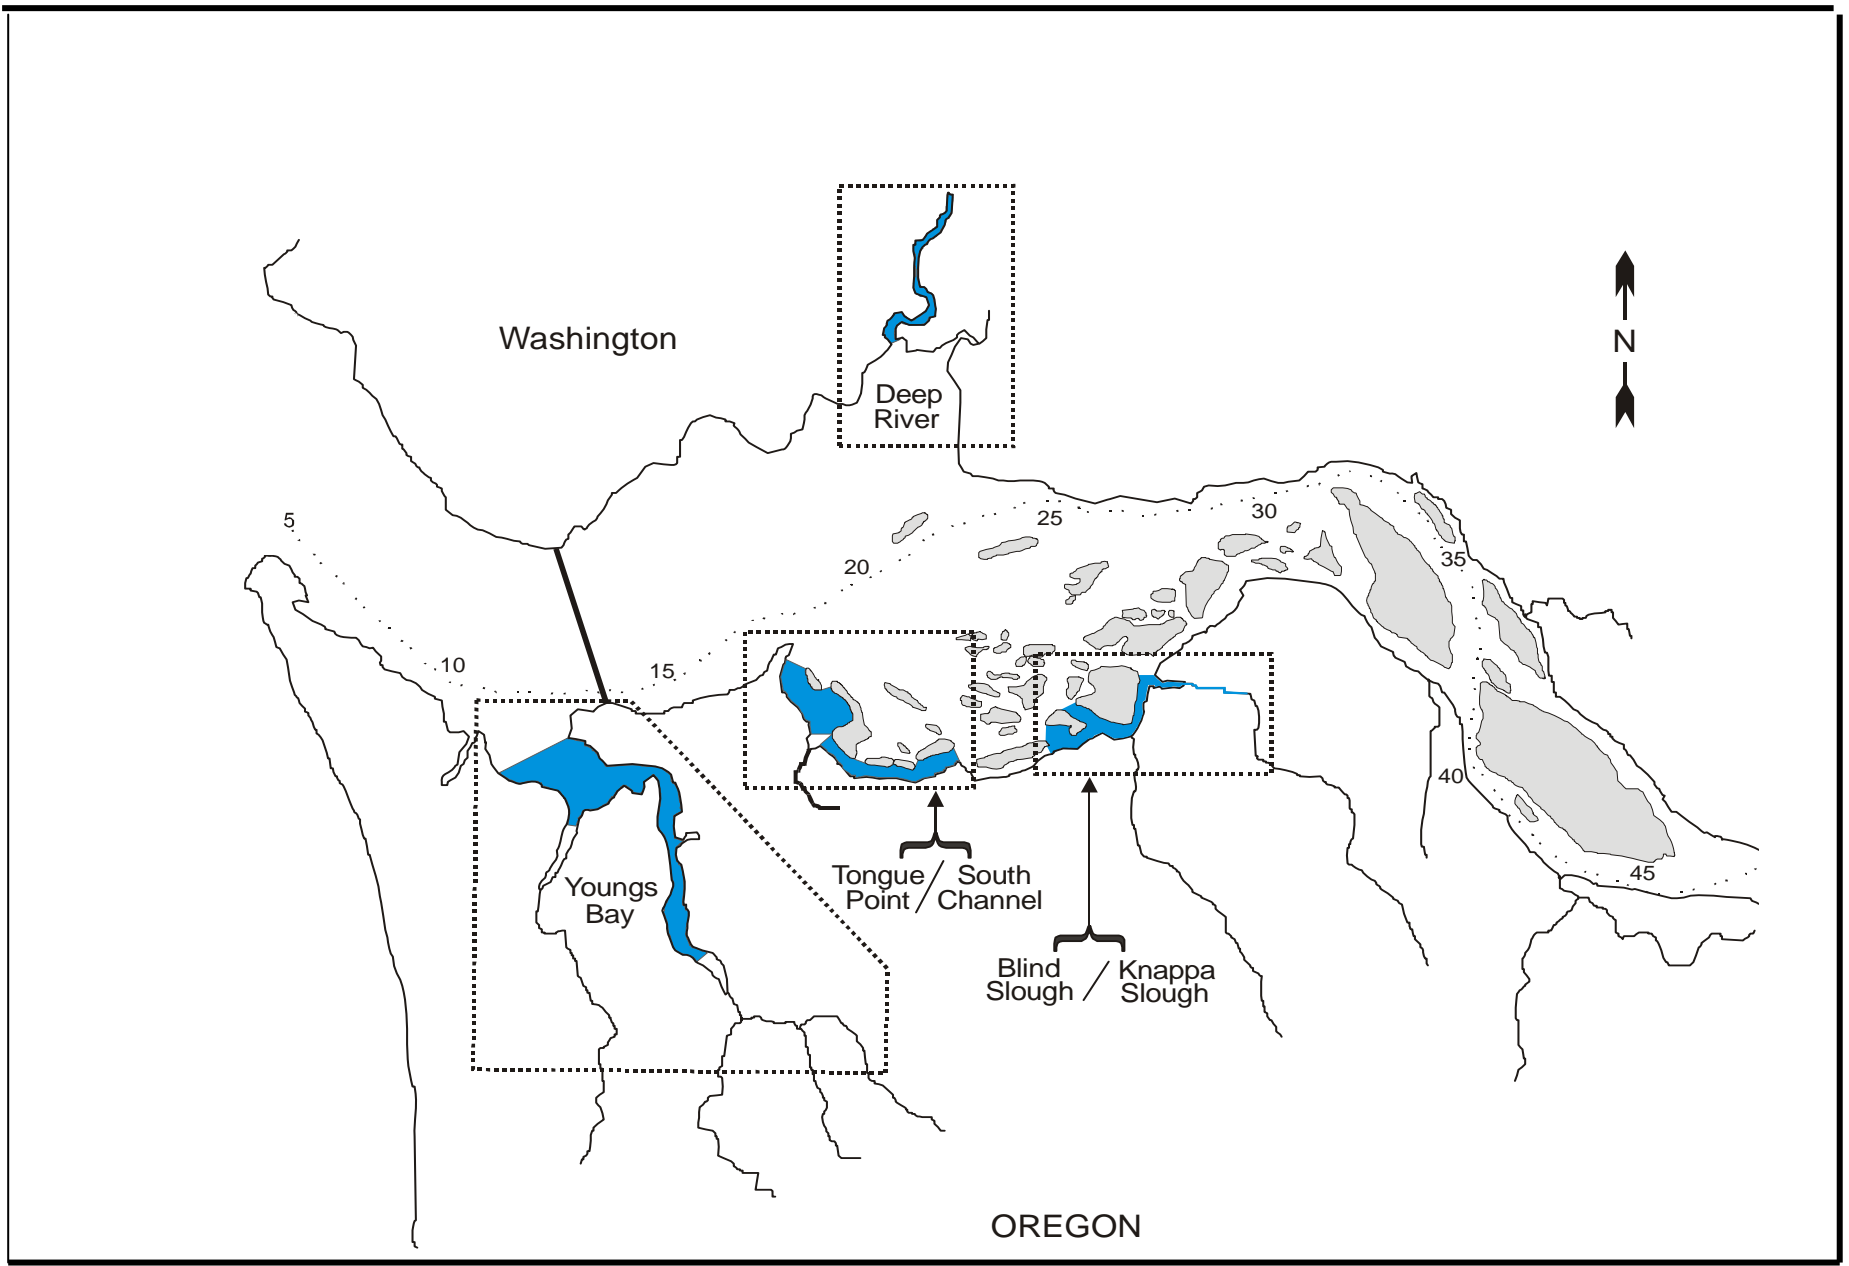 Washington
N
Deep
River
5
10
15
20
25
30
35
40
45
Youngs
Bay
Tongue / South
Point / Channel
Blind / Knappa
Slough / Slough
OREGON